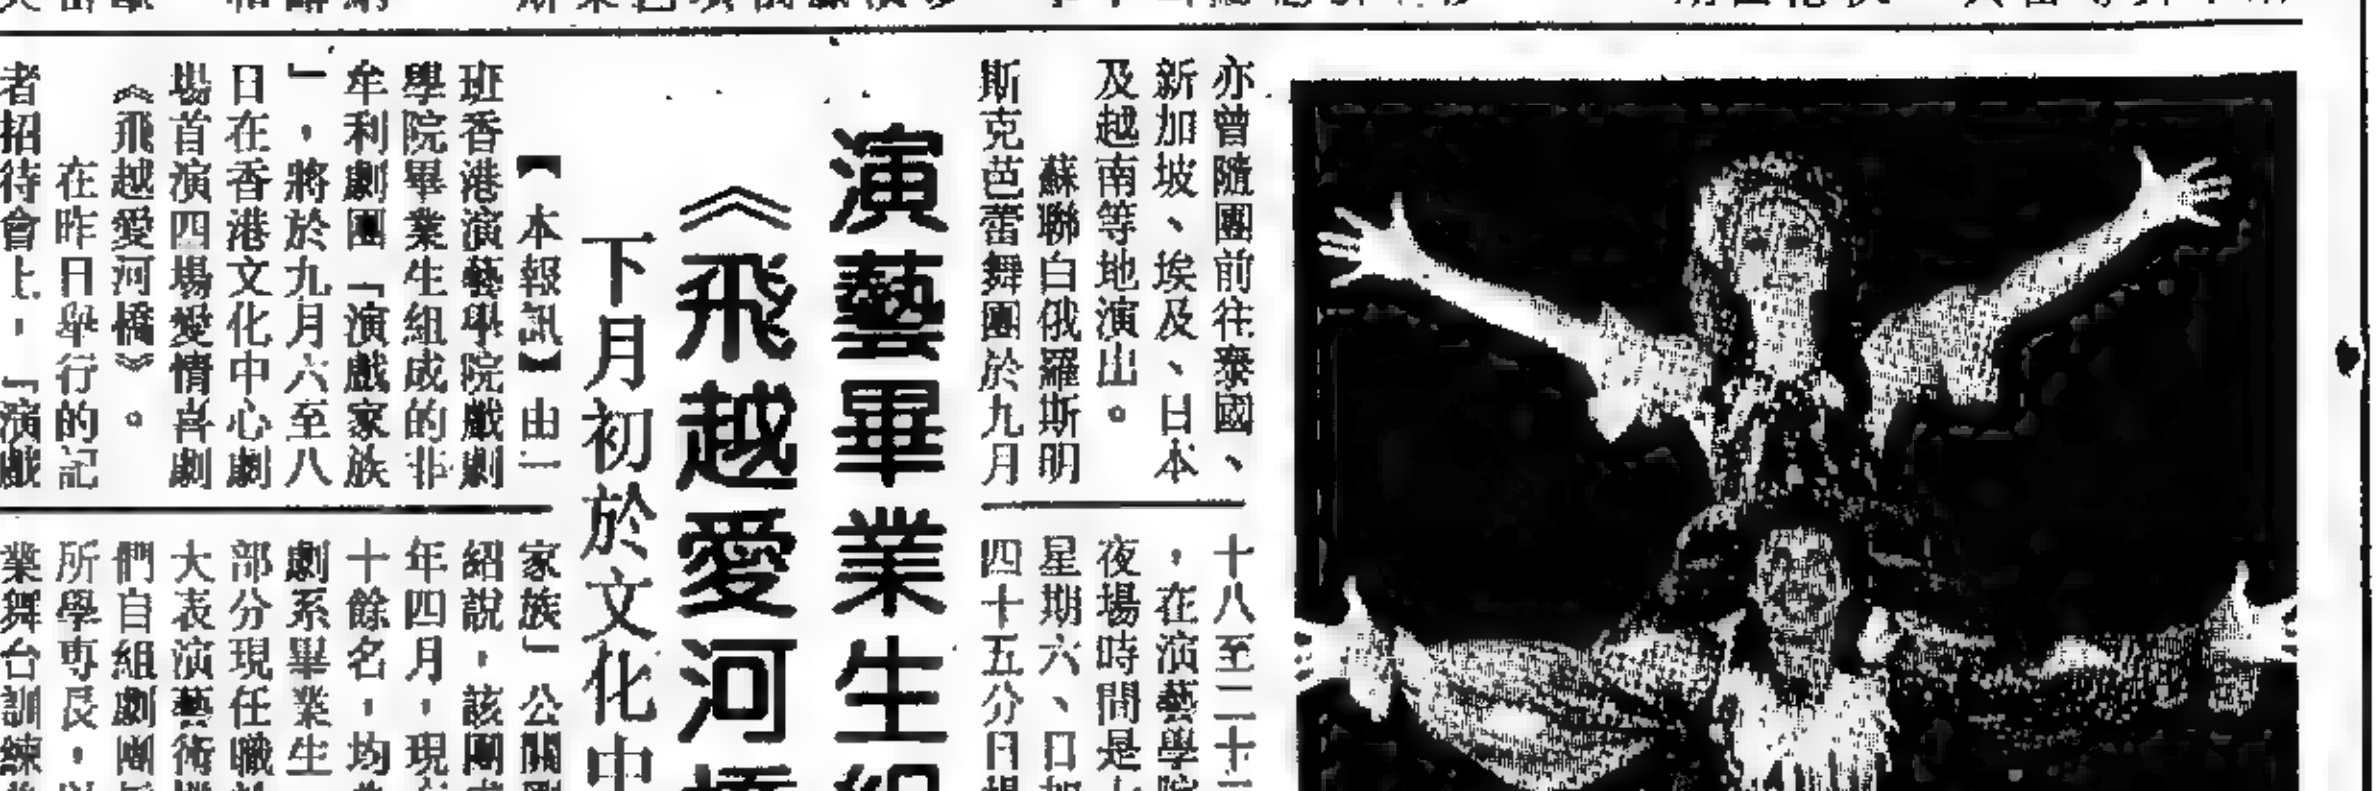 亦曾隨團前往泰國、
新加坡、埃及、日本
及越南等地演出。
蘇聯白俄羅斯明
斯克芭蕾舞團於九月
十八至二十
，在演藝學院
夜場時間是
星期六、日加
四十五分日場
演藝畢業生組
《飛越愛河橋
下月初於文化中
【本報訊】由一
班香港演藝學院戲劇
學院畢業生組成的非
牟利劇團「演戲家族
」，將於九月六至八
日在香港文化中心劇
場首演四場愛情喜劇
《飛越愛河橋》。
在昨日舉行的記
者招待會上，「演戲
家族」公關
紹說，該團
年四月，現
十餘名，均
劇系畢業生
部分現任職
大表演藝術
們自組劇團
所學專長，以
業舞台訓練